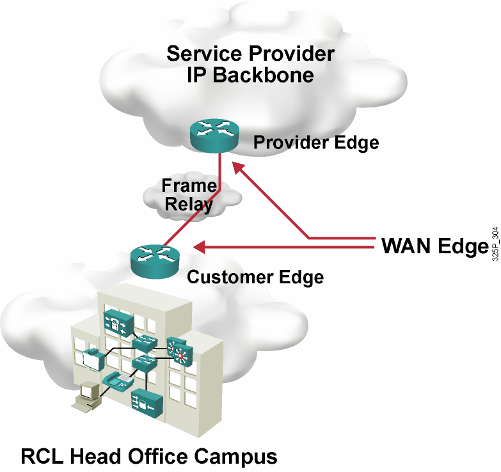 Service Provider
IP Backbone
Provider Edge
Frame
Relay
WAN Edge
325P_304
Customer Edge
RCL Head Office Campus